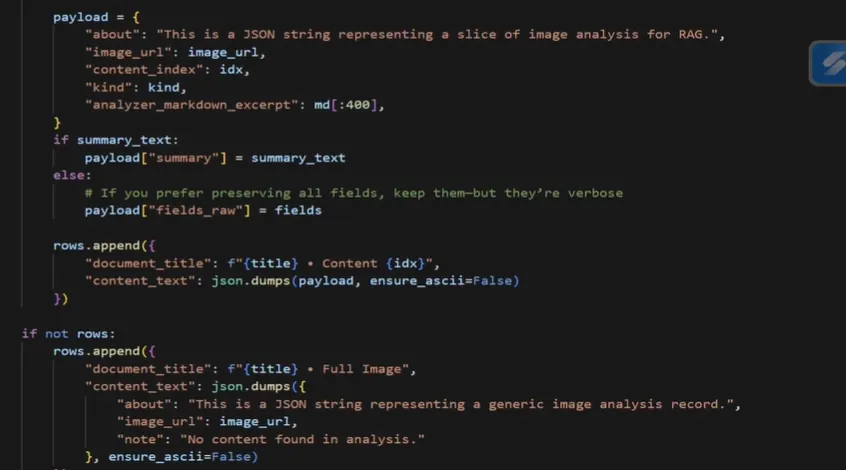 payload = {
"about": "This is a JSON string representing a slice of image analysis for RAG.",
"image_url": image_url,
"content_index": idx,
"kind": kind,
"analyzer_markdown_excerpt": md[:400],
}
if summary_text:
payload["summary"] = summary_text
else:
# If you prefer preserving all fields, keep them—but they’re verbose
payload["fields_raw"] = fields
rows.append({
"document_title": f"{title} • Content {idx}",
"content_text": json.dumps(payload, ensure_ascii=False)
})
if not rows:
rows.append({
"document_title": f"{title} • Full Image",
"content_text": json.dumps({
"about": "This is a JSON string representing a generic image analysis record.",
"image_url": image_url,
"note": "No content found in analysis."
}, ensure_ascii=False)